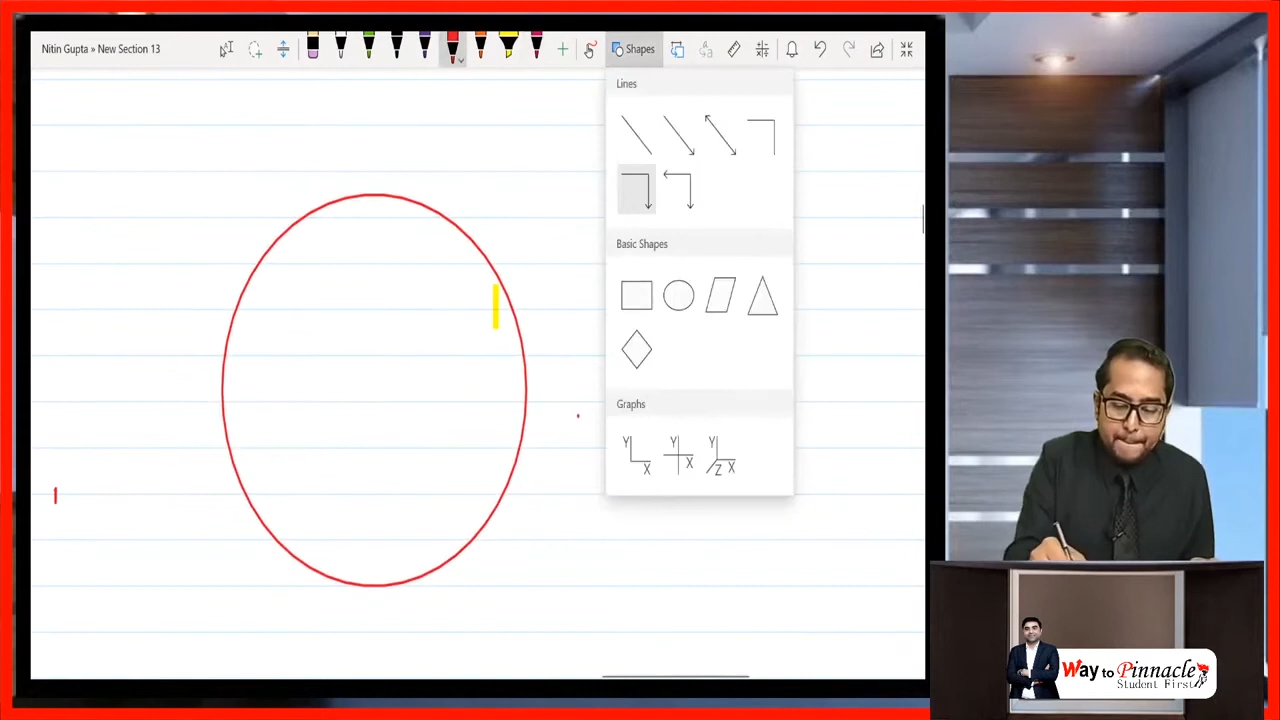 Nitin Gupta » New Section 13
Shapes
Lines
Basic Shapes
Graphs
Y
X
Y
X
Y
Z
X
Way to Pinnacle
Student First